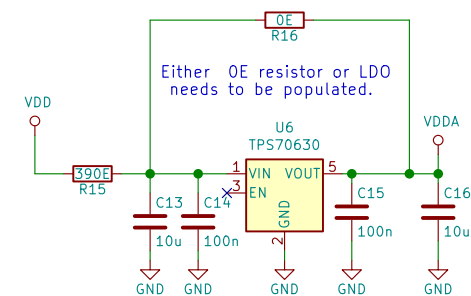 0E
R16
Either 0E resistor or LDO
needs to be populated.
VDD
U6
TPS70630
VDDA
390E
R15
1
VIN
VOUT
5
3
EN
GND
2
C13
10u
C14
100n
C15
100n
C16
10u
GND
GND
GND
GND
GND